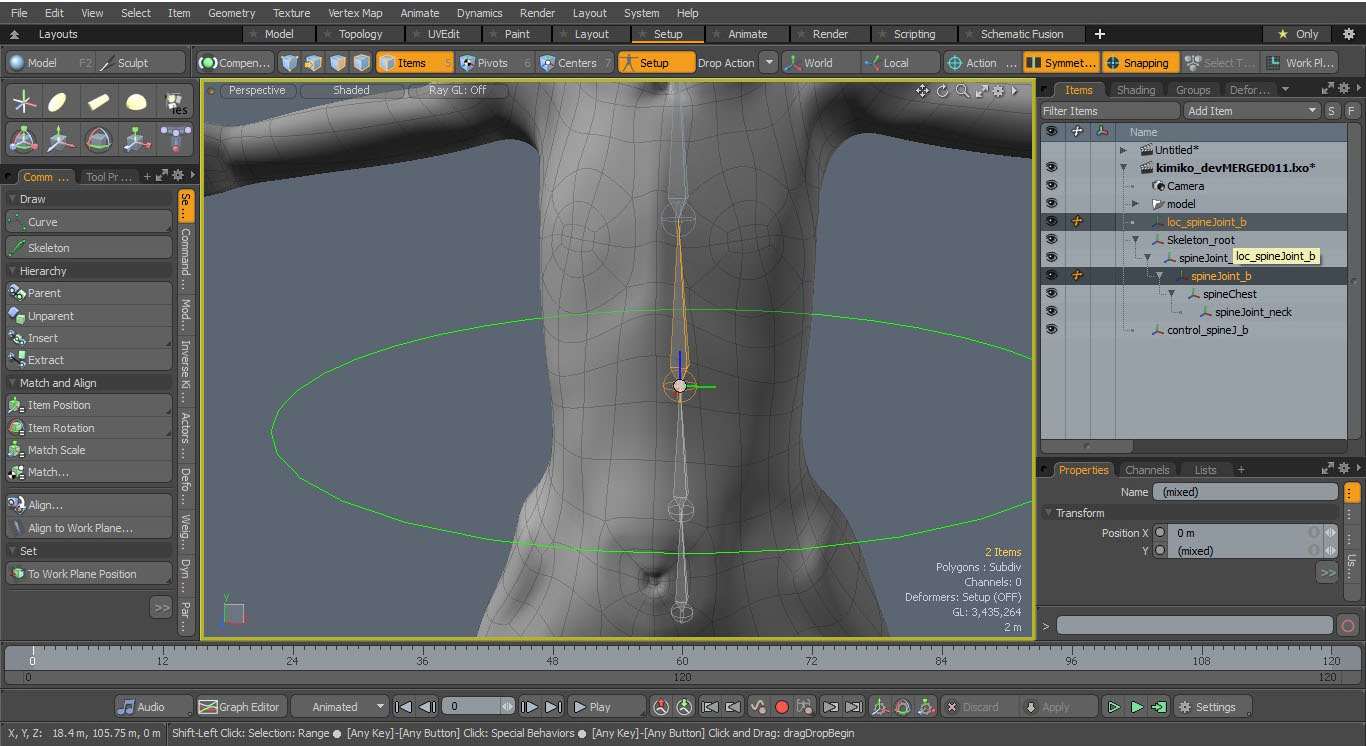 File Edit View Select Item Geometry Texture Vertex Map Animate Dynamics Render Layout System Help
Layouts Model Topology UVEdit Paint Layout Setup Animate Render Scripting Schematic Fusion + Only
Model F2 Sculpt Compen... Items 5 Pivots 6 Centers 7 Setup Drop Action World Local Action ... Symmet... Snapping Select T... Work Pl...
Perspective Shaded Ray GL: Off
Items Shading Groups Defor...
Filter Items Add Item S F
Name
Untitled*
kimiko_devMERGED011.lxo*
Camera
model
loc_spineJoint_b
Skeleton_root
spineJoint_
loc_spineJoint_b
spineJoint_b
spineChest
spineJoint_neck
control_spineJ_b
ies
Comm ... Tool Pr ... +
Draw
Curve
Skeleton
Hierarchy
Parent
Unparent
Insert
Extract
Match and Align
Item Position
Item Rotation
Match Scale
Match...
Align...
Align to Work Plane...
Set
To Work Plane Position
>>
Se...
Command ...
Mod...
Inverse Ki ...
Actors ...
Defo ...
Weig...
Dyn ...
Par ...
Y
2 Items
Polygons : Subdiv
Channels: 0
Deformers: Setup (OFF)
GL: 3,435,264
2 m
Properties Channels Lists +
Name (mixed)
Transform
Position X 0 m
Y (mixed)
>>
Us...
>
0 12 24 36 48 60 72 84 96 108 120
0 120 120
Audio Graph Editor Animated 0 Play Discard Apply Settings
X, Y, Z: 18.4 m, 105.75 m, 0 m Shift-Left Click: Selection: Range ● [Any Key]-[Any Button] Click: Special Behaviors ● [Any Key]-[Any Button] Click and Drag: dragDropBegin